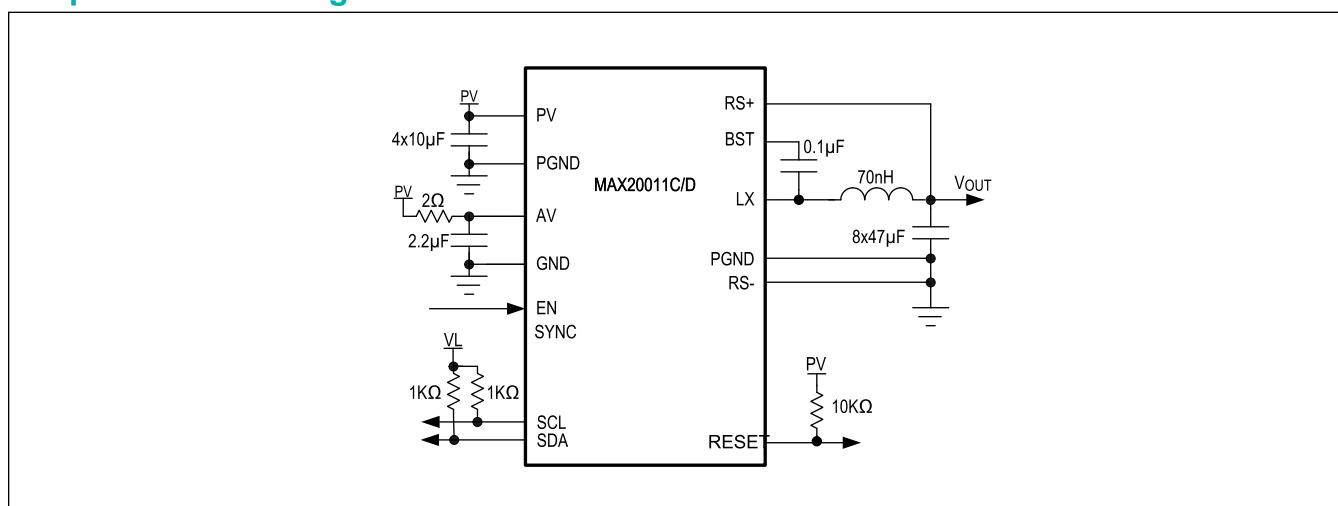 PV
PV
4x10µF
PGND
PV
2Ω
AV
2.2µF
GND
EN
SYNC
VL
1KΩ
1KΩ
SCL
SDA
MAX20011C/D
RS+
BST
0.1µF
70nH
LX
VOUT
8x47µF
PGND
RS-
PV
10KΩ
RESET